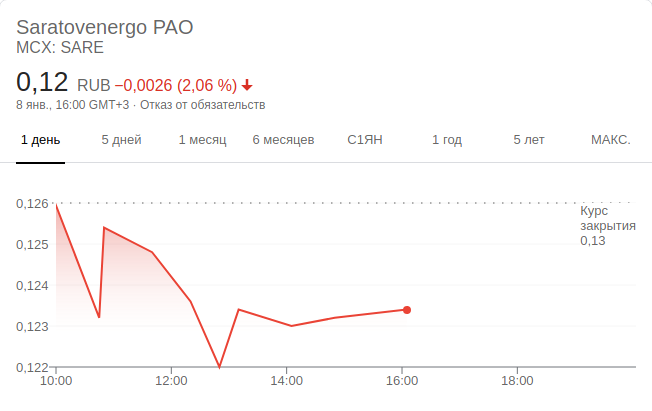 Saratovenergo PAO
MCX: SARE
0,12 RUB −0,0026 (2,06 %)
8 янв., 16:00 GMT+3 · Отказ от обязательств
1 день 5 дней 1 месяц 6 месяцев С1ЯН 1 год 5 лет МАКС.
0,126
Курс
закрытия
0,13
0,125
0,124
0,123
0,122
10:00 12:00 14:00 16:00 18:00